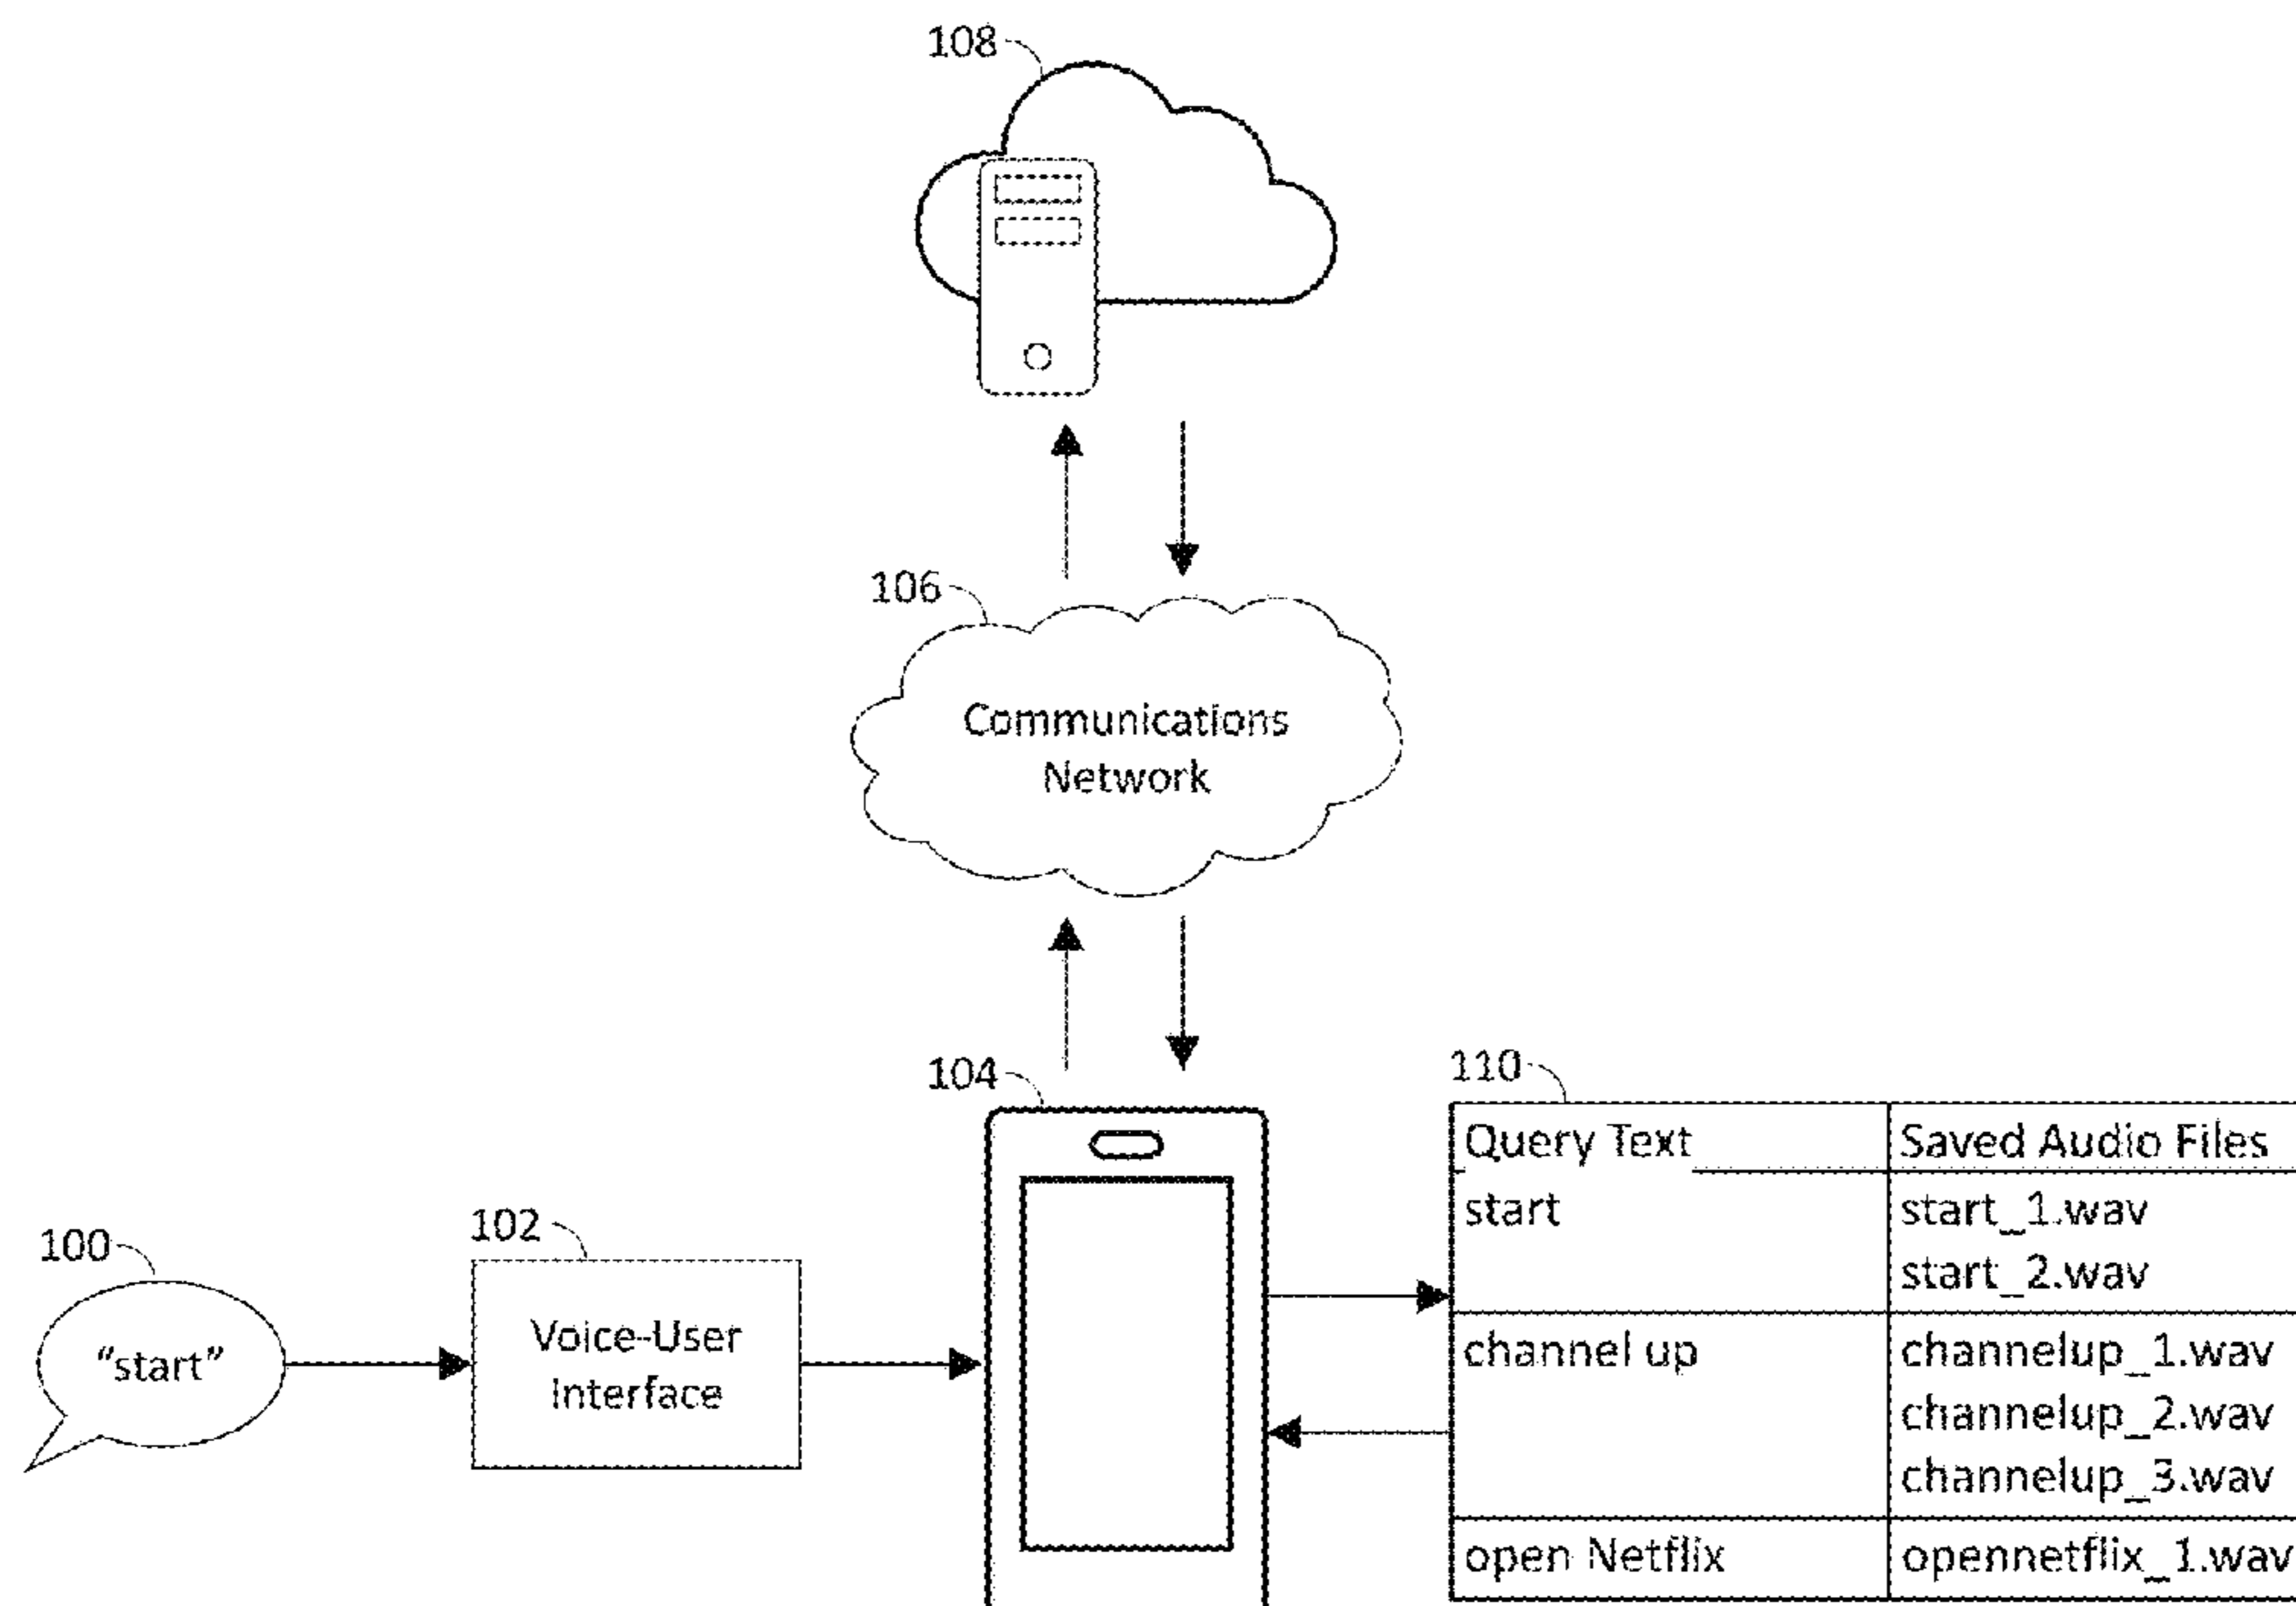 108
106
Communications
Network
104
110
Query Text Saved Audio Files
start start_1.wav
start_2.wav
channel up channelup_1.wav
channelup_2.wav
channelup_3.wav
open Netflix opennetflix_1.wav
102
Voice-User
Interface
100
“start”